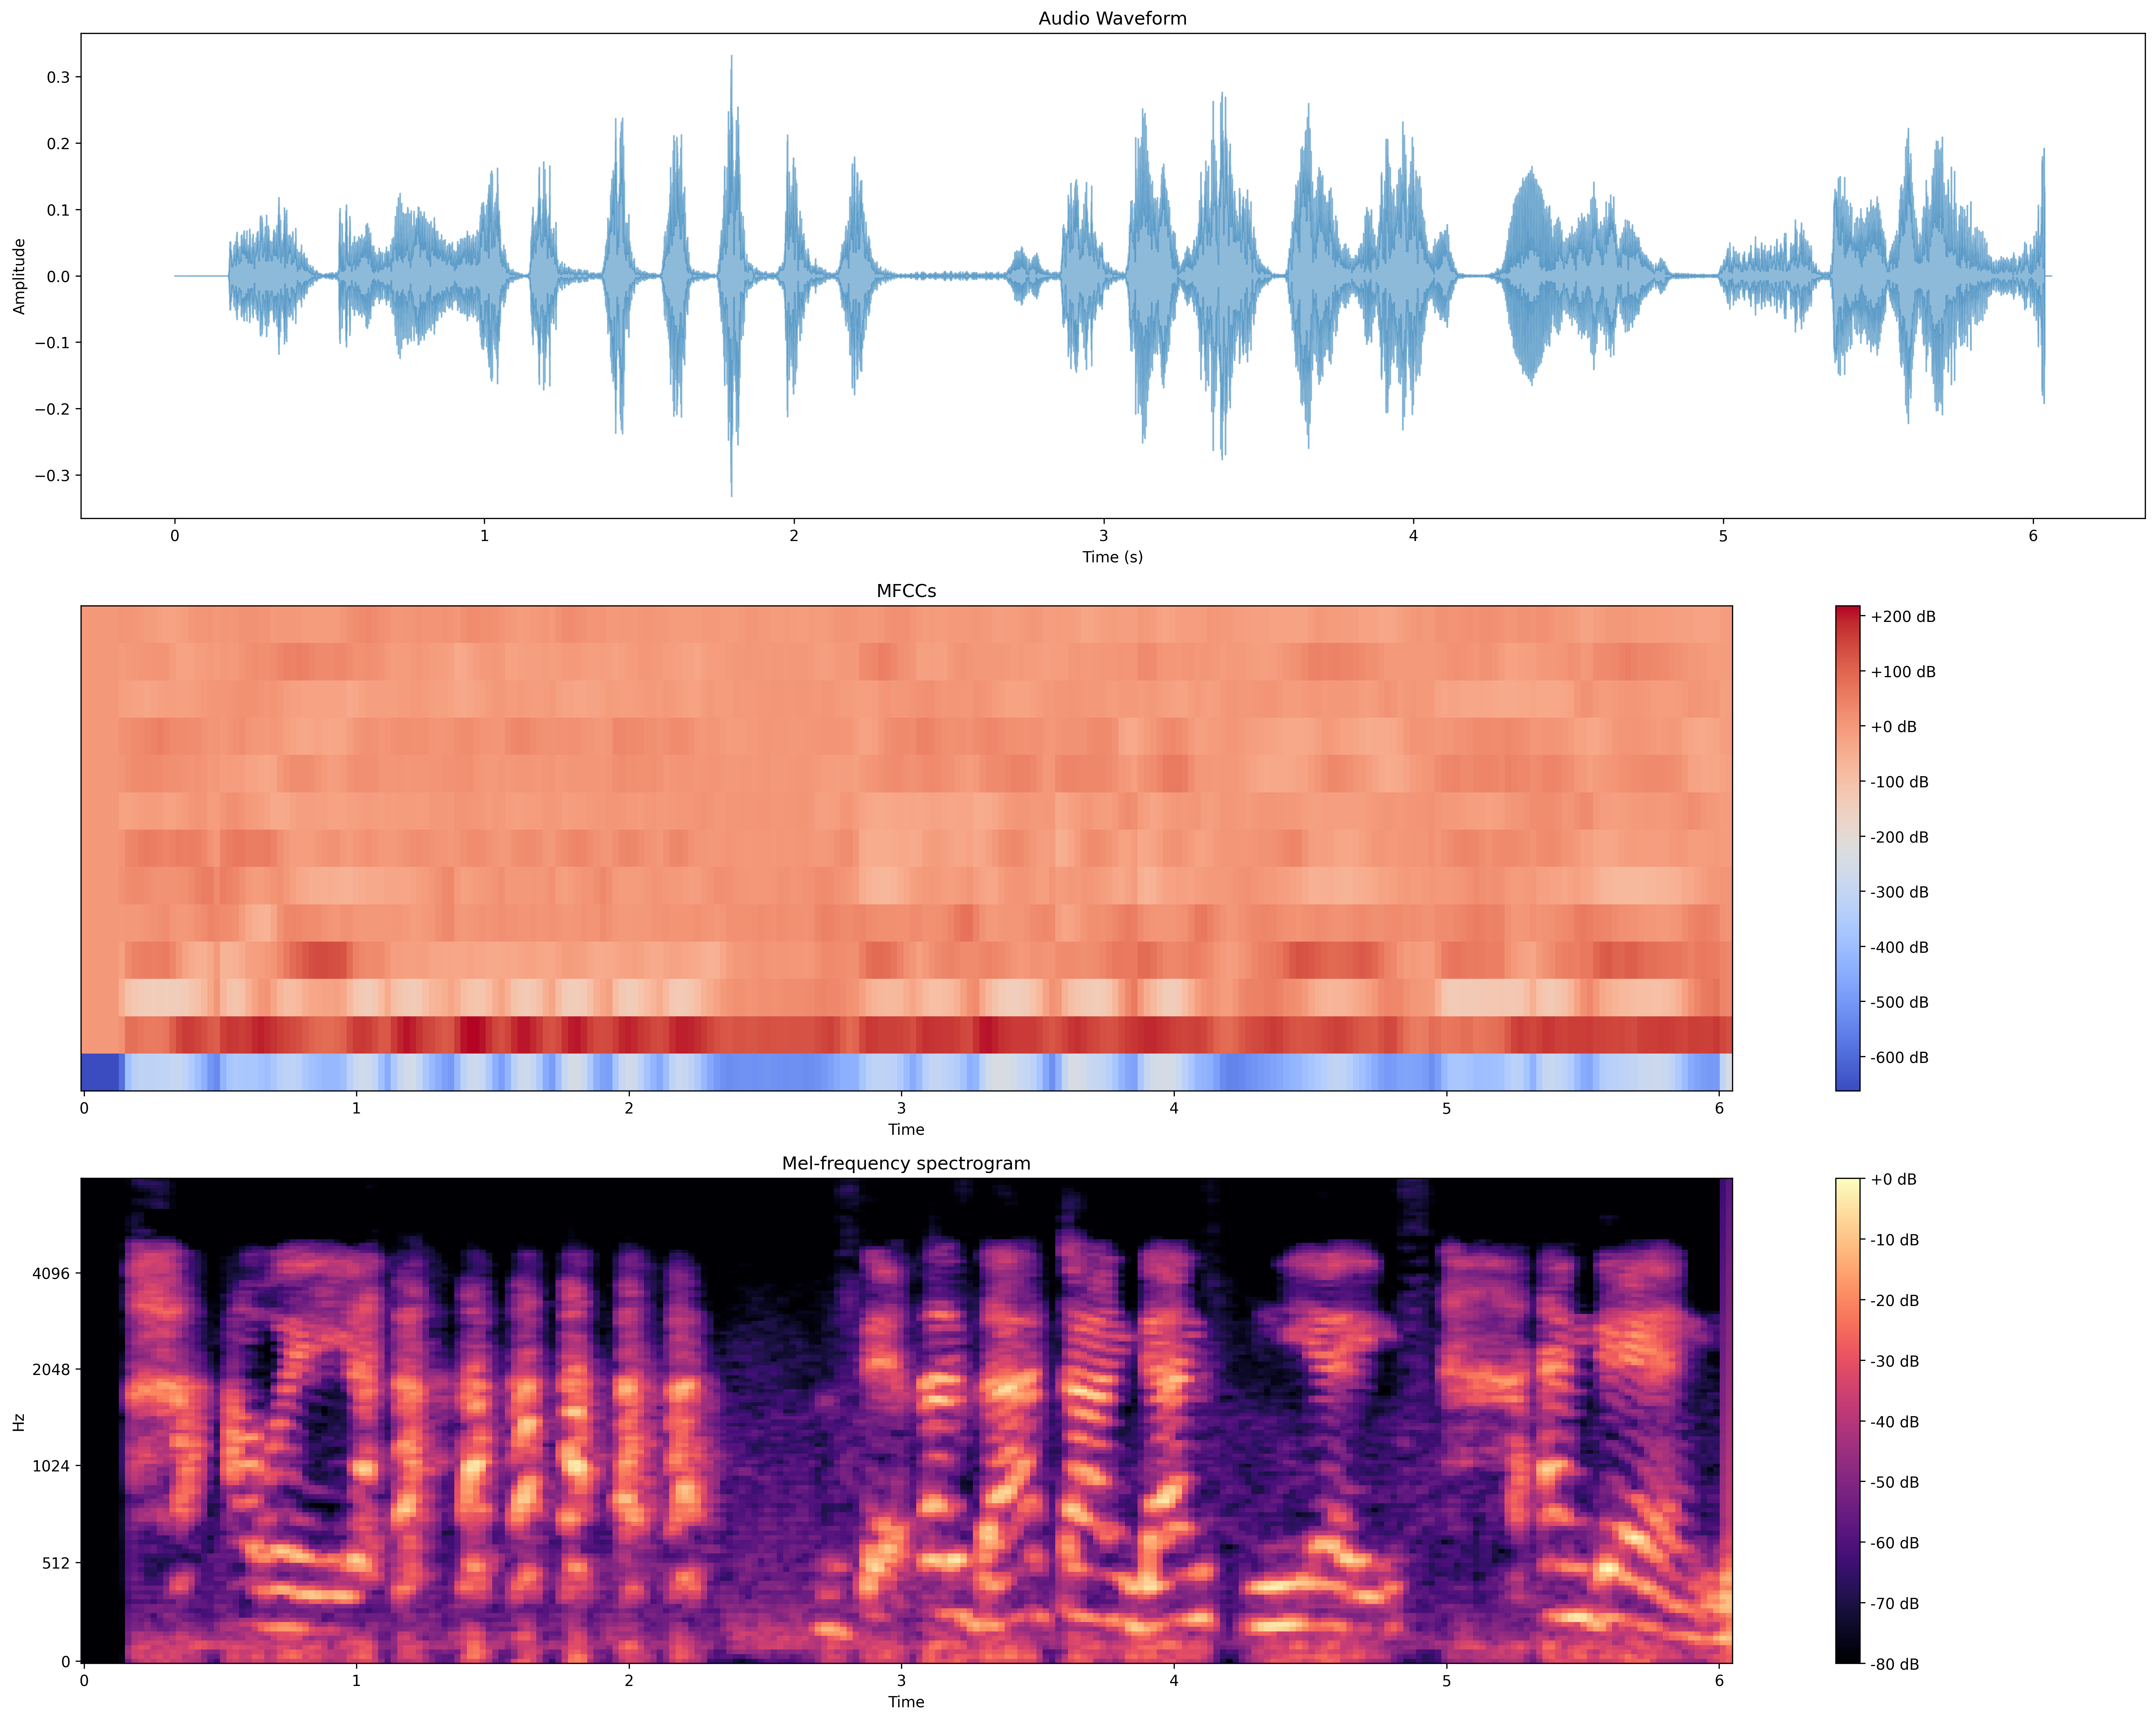 Audio Waveform
0.3
0.2
0.1
0.0
−0.1
−0.2
−0.3
Amplitude
0 1 2 3 4 5 6
Time (s)
MFCCs
+200 dB
+100 dB
+0 dB
-100 dB
-200 dB
-300 dB
-400 dB
-500 dB
-600 dB
0 1 2 3 4 5 6
Time
Mel-frequency spectrogram
4096
2048
1024
512
0
Hz
+0 dB
-10 dB
-20 dB
-30 dB
-40 dB
-50 dB
-60 dB
-70 dB
-80 dB
0 1 2 3 4 5 6
Time